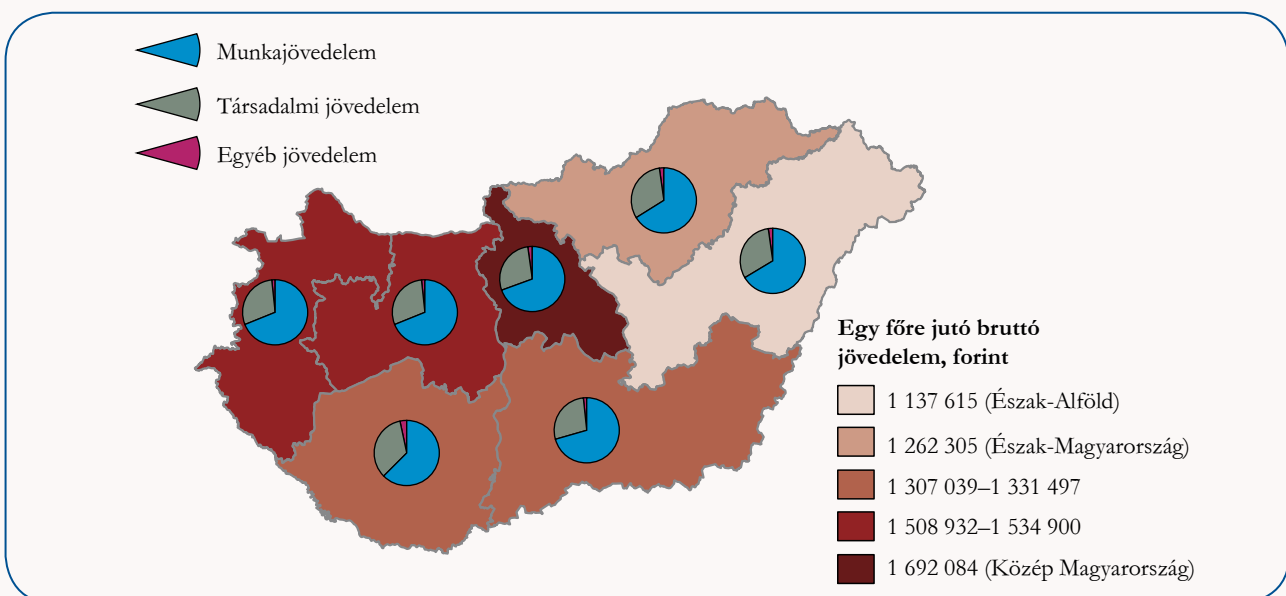 Munkajövedelem
Társadalmi jövedelem
Egyéb jövedelem
Egy főre jutó bruttó
jövedelem, forint
1 137 615 (Észak-Alföld)
1 262 305 (Észak-Magyarország)
1 307 039–1 331 497
1 508 932–1 534 900
1 692 084 (Közép Magyarország)